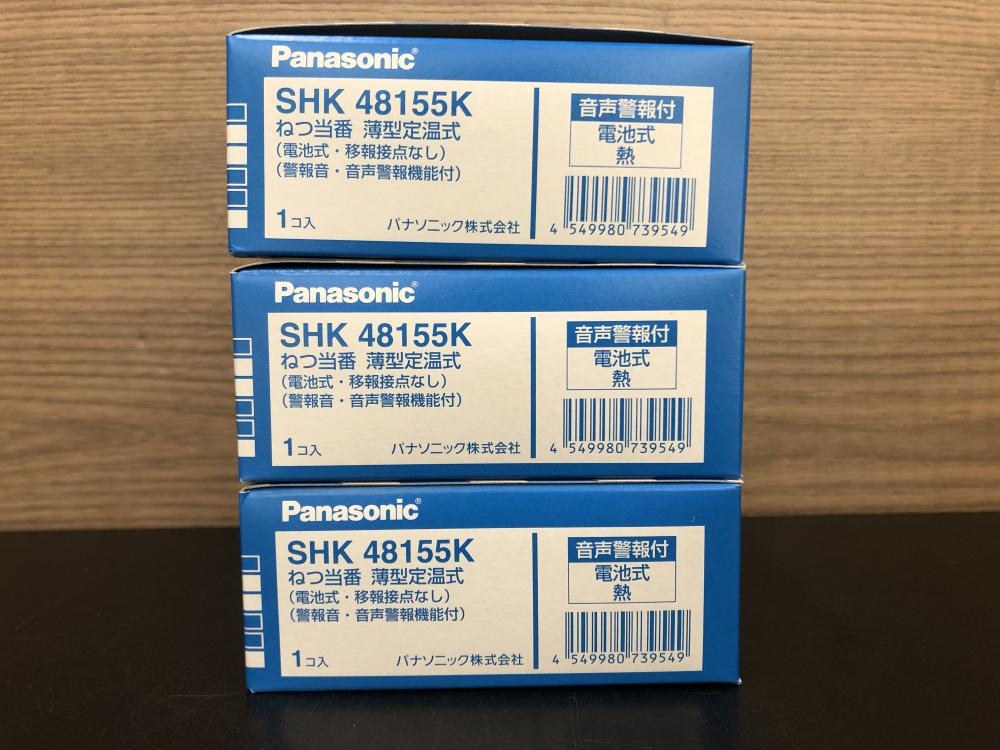 Panasonic®
SHK 48155K
ねつ当番 薄型定温式
(電池式・移報接点なし)
(警報音・音声警報機能付)
1コ入
パナソニック株式会社
音声警報付
電池式
熱
4 549980 739549
Panasonic®
SHK 48155K
ねつ当番 薄型定温式
(電池式・移報接点なし)
(警報音・音声警報機能付)
1コ入
パナソニック株式会社
音声警報付
電池式
熱
4 549980 739549
Panasonic®
SHK 48155K
ねつ当番 薄型定温式
(電池式・移報接点なし)
(警報音・音声警報機能付)
1コ入
パナソニック株式会社
音声警報付
電池式
熱
4 549980 739549